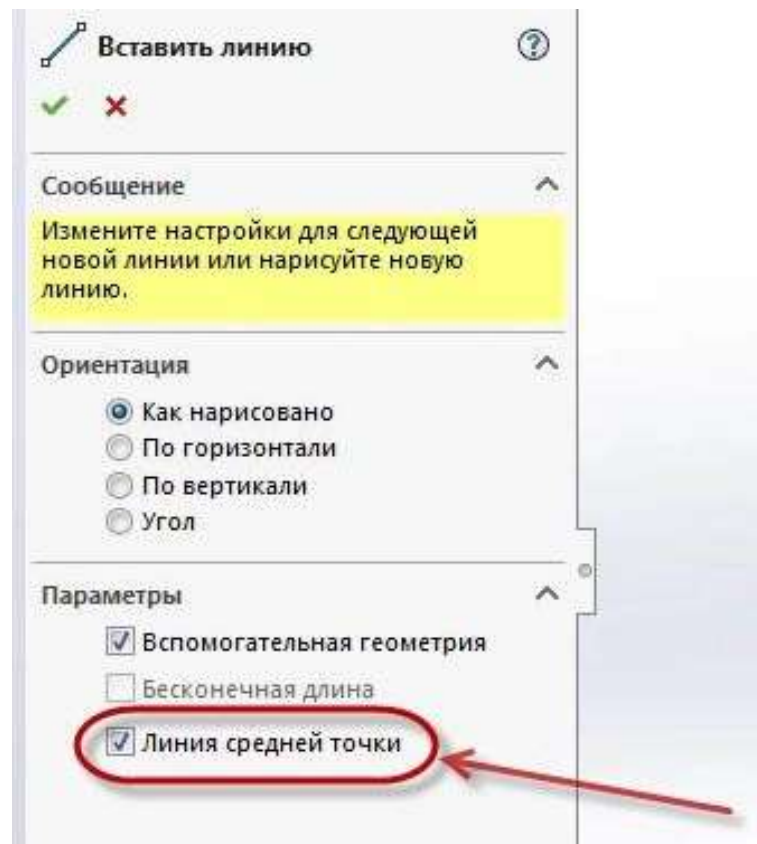 Вставить линию
Сообщение
Измените настройки для следующей
новой линии или нарисуйте новую
линию.
Ориентация
Как нарисовано
По горизонтали
По вертикали
Угол
Параметры
Вспомогательная геометрия
Бесконечная длина
Линия средней точки